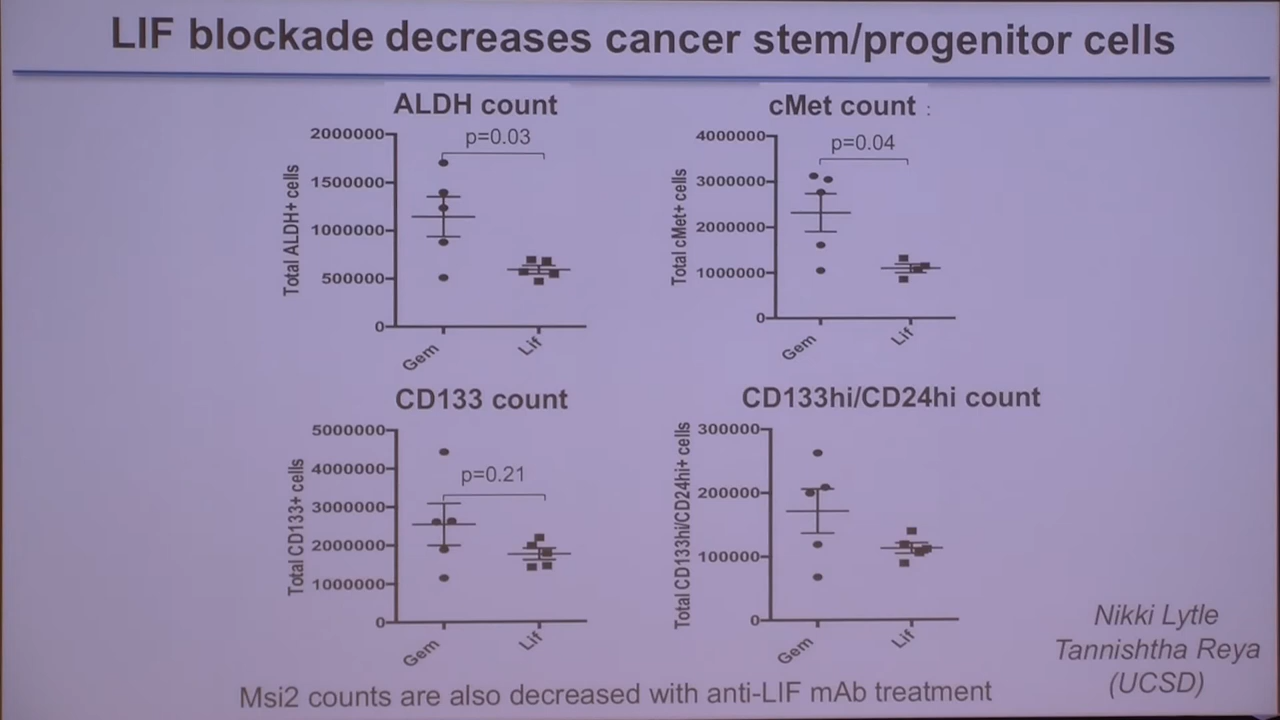 LIF blockade decreases cancer stem/progenitor cells
ALDH count
Total ALDH+ cells
2000000
1500000
1000000
500000
0
p=0.03
Gem
Lif
cMet count :
Total cMet+ cells
4000000
3000000
2000000
1000000
0
p=0.04
Gem
Lif
CD133 count
Total CD133+ cells
5000000
4000000
3000000
2000000
1000000
0
p=0.21
Gem
Lif
CD133hi/CD24hi count
Total CD133hi/CD24hi+ cells
300000
200000
100000
0
Gem
Lif
Nikki Lytle
Tannishtha Reya
(UCSD)
Msi2 counts are also decreased with anti-LIF mAb treatment